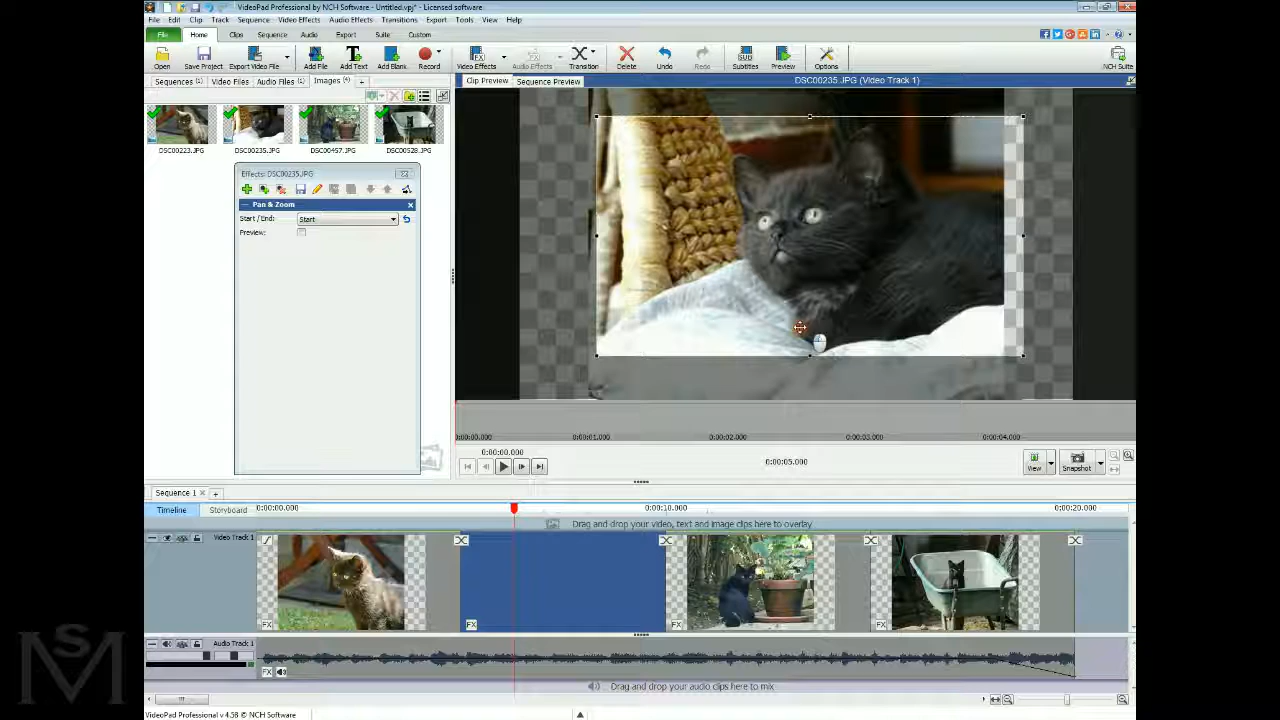 VideoPad Professional by NCH Software - Untitled.vpj* - Licensed software
File Edit Clip Track Sequence Video Effects Audio Effects Transitions Export Tools View Help
File Home Clips Sequence Audio Export Suite Custom
Open Save Project Export Video File Add File Add Text Add Blank Record Video Effects Audio Effects Transition Delete Undo Redo Subtitles Preview Options NCH Suite
Sequences (1) Video Files Audio Files (1) Images (4) +
Clip Preview Sequence Preview DSC00235.JPG (Video Track 1)
DSC00223.JPG DSC00235.JPG DSC00457.JPG DSC00528.JPG
Effects: DSC00235.JPG
Pan & Zoom
Start /End: Start
Preview:
0:00:00.000 0:00:01.000 0:00:02.000 0:00:03.000 0:00:04.000
0:00:00.000
0:00:05.000
View Snapshot
Sequence 1
Timeline Storyboard 0:00:00.000 0:00:10.000 0:00:20.000
Drag and drop your video, text and image clips here to overlay
Video Track 1
FX FX FX FX
Audio Track 1
FX
Drag and drop your audio clips here to mix
VideoPad Professional v 4.58 © NCH Software